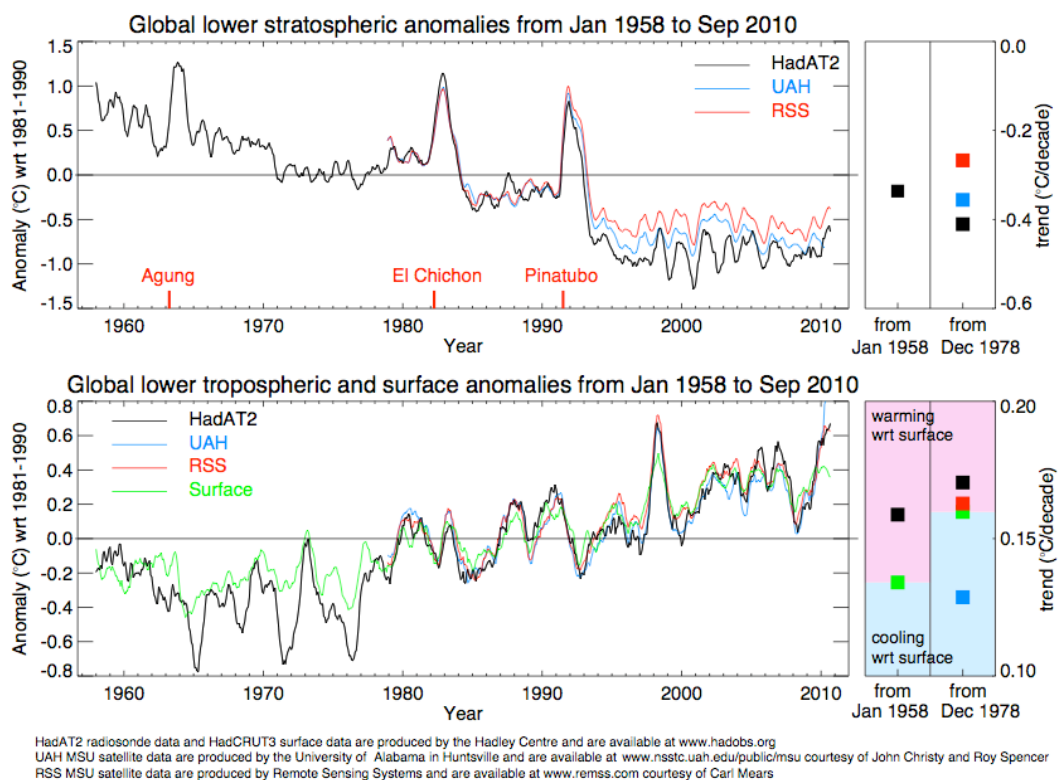 Global lower stratospheric anomalies from Jan 1958 to Sep 2010
1.5
1.0
0.5
0.0
-0.5
-1.0
-1.5
Anomaly (°C) wrt 1981-1990
HadAT2
UAH
RSS
Agung
El Chichon
Pinatubo
1960
1970
1980
1990
2000
2010
Year
0.0
-0.2
-0.4
-0.6
trend (°C/decade)
from
Jan 1958
from
Dec 1978
Global lower tropospheric and surface anomalies from Jan 1958 to Sep 2010
0.8
0.6
0.4
0.2
0.0
-0.2
-0.4
-0.6
-0.8
Anomaly (°C) wrt 1981-1990
HadAT2
UAH
RSS
Surface
1960
1970
1980
1990
2000
2010
Year
warming
wrt surface
cooling
wrt surface
0.20
0.15
0.10
trend (°C/decade)
from
Jan 1958
from
Dec 1978
HadAT2 radiosonde data and HadCRUT3 surface data are produced by the Hadley Centre and are available at www.hadobs.org
UAH MSU satellite data are produced by the University of Alabama in Huntsville and are available at www.nsstc.uah.edu/public/msu courtesy of John Christy and Roy Spencer
RSS MSU satellite data are produced by Remote Sensing Systems and are available at www.remss.com courtesy of Carl Mears